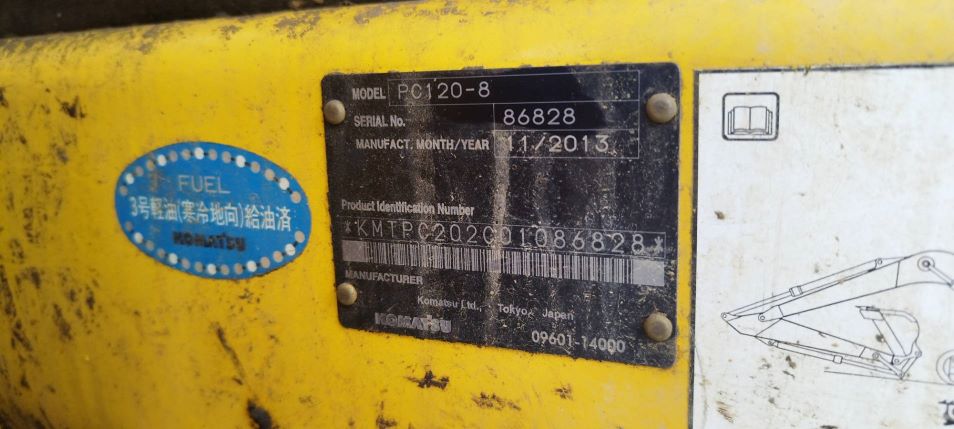 FUEL
3号軽油(寒冷地向)給油済
KOMATSU
MODEL PC120-8
SERIAL No. 86828
MANUFACT. MONTH/YEAR 11/2013
Product Identification Number
*KMTPC202C01086828*
MANUFACTURER
Komatsu Ltd., Tokyo, Japan
KOMATSU
09601-14000